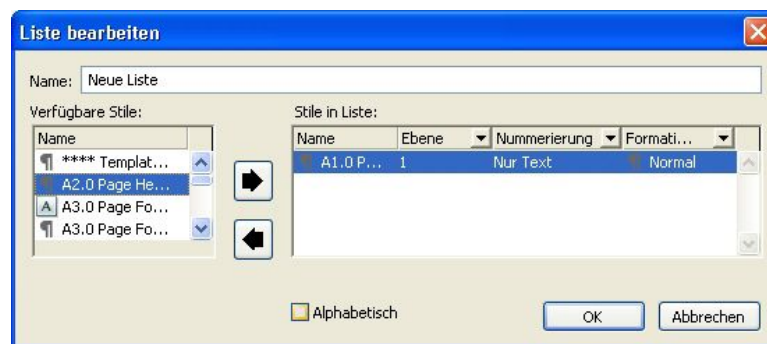 Liste bearbeiten
Name: Neue Liste
Verfügbare Stile:
Stile in Liste:
Name
Name Ebene Nummerierung Formati...
**** Templat...
A2.0 Page He...
A A3.0 Page Fo...
A3.0 Page Fo...
A1.0 P... 1 Nur Text Normal
Alphabetisch
OK
Abbrechen